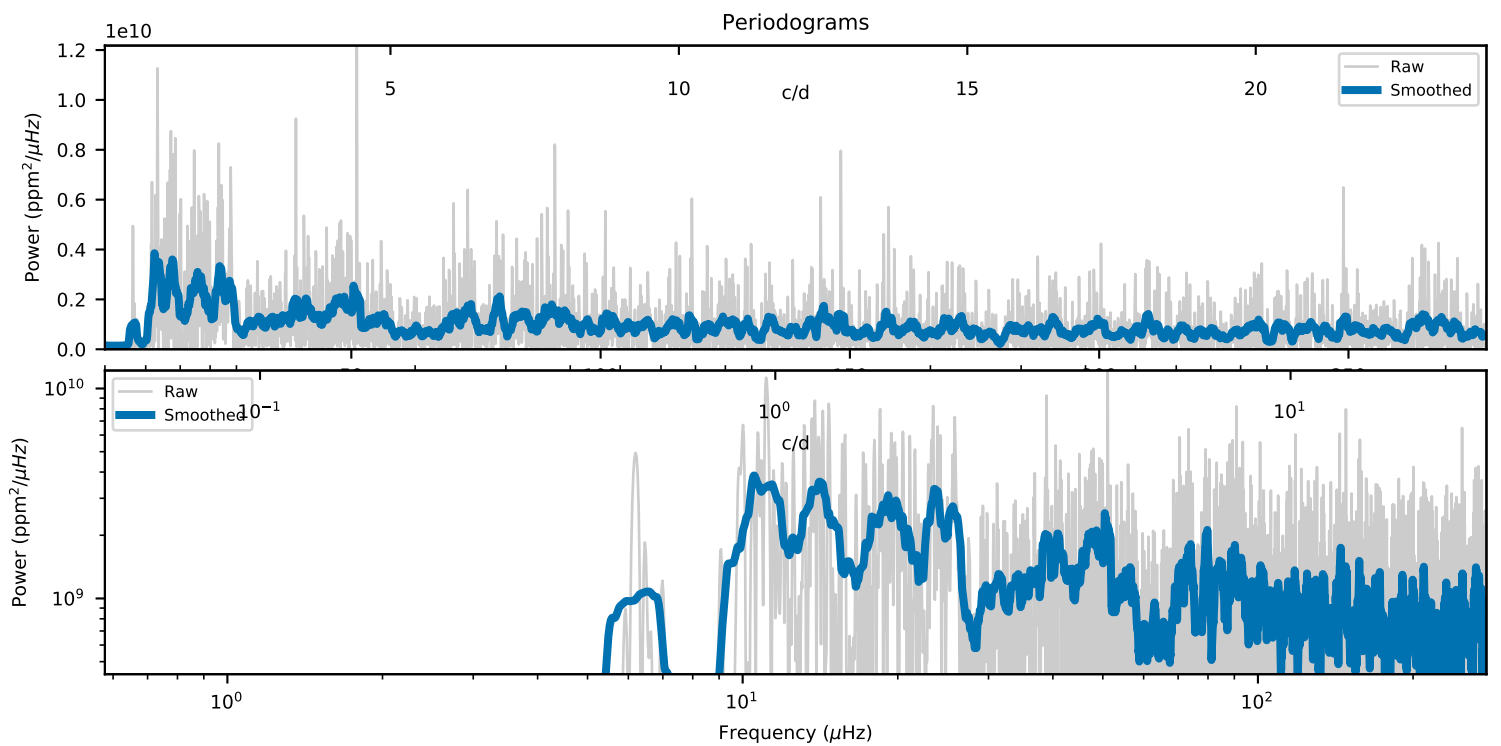 Periodograms
1e10
1.2
1.0
0.8
0.6
0.4
0.2
0.0
Power (ppm²/μHz)
5 10 15 20
c/d
Raw
Smoothed
10¹⁰
10⁹
Power (ppm²/μHz)
Raw
Smoothed
10⁻¹ 10⁰ 10¹
c/d
10⁰ 10¹ 10²
Frequency (μHz)